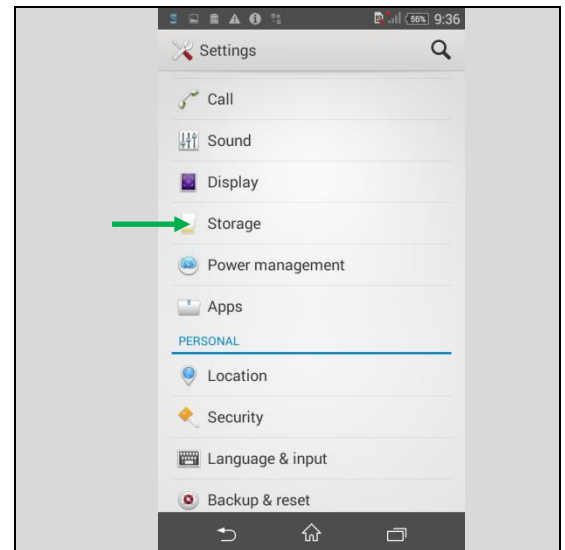 56% 9:36
Settings
Call
Sound
Display
Storage
Power management
Apps
PERSONAL
Location
Security
Language & input
Backup & reset